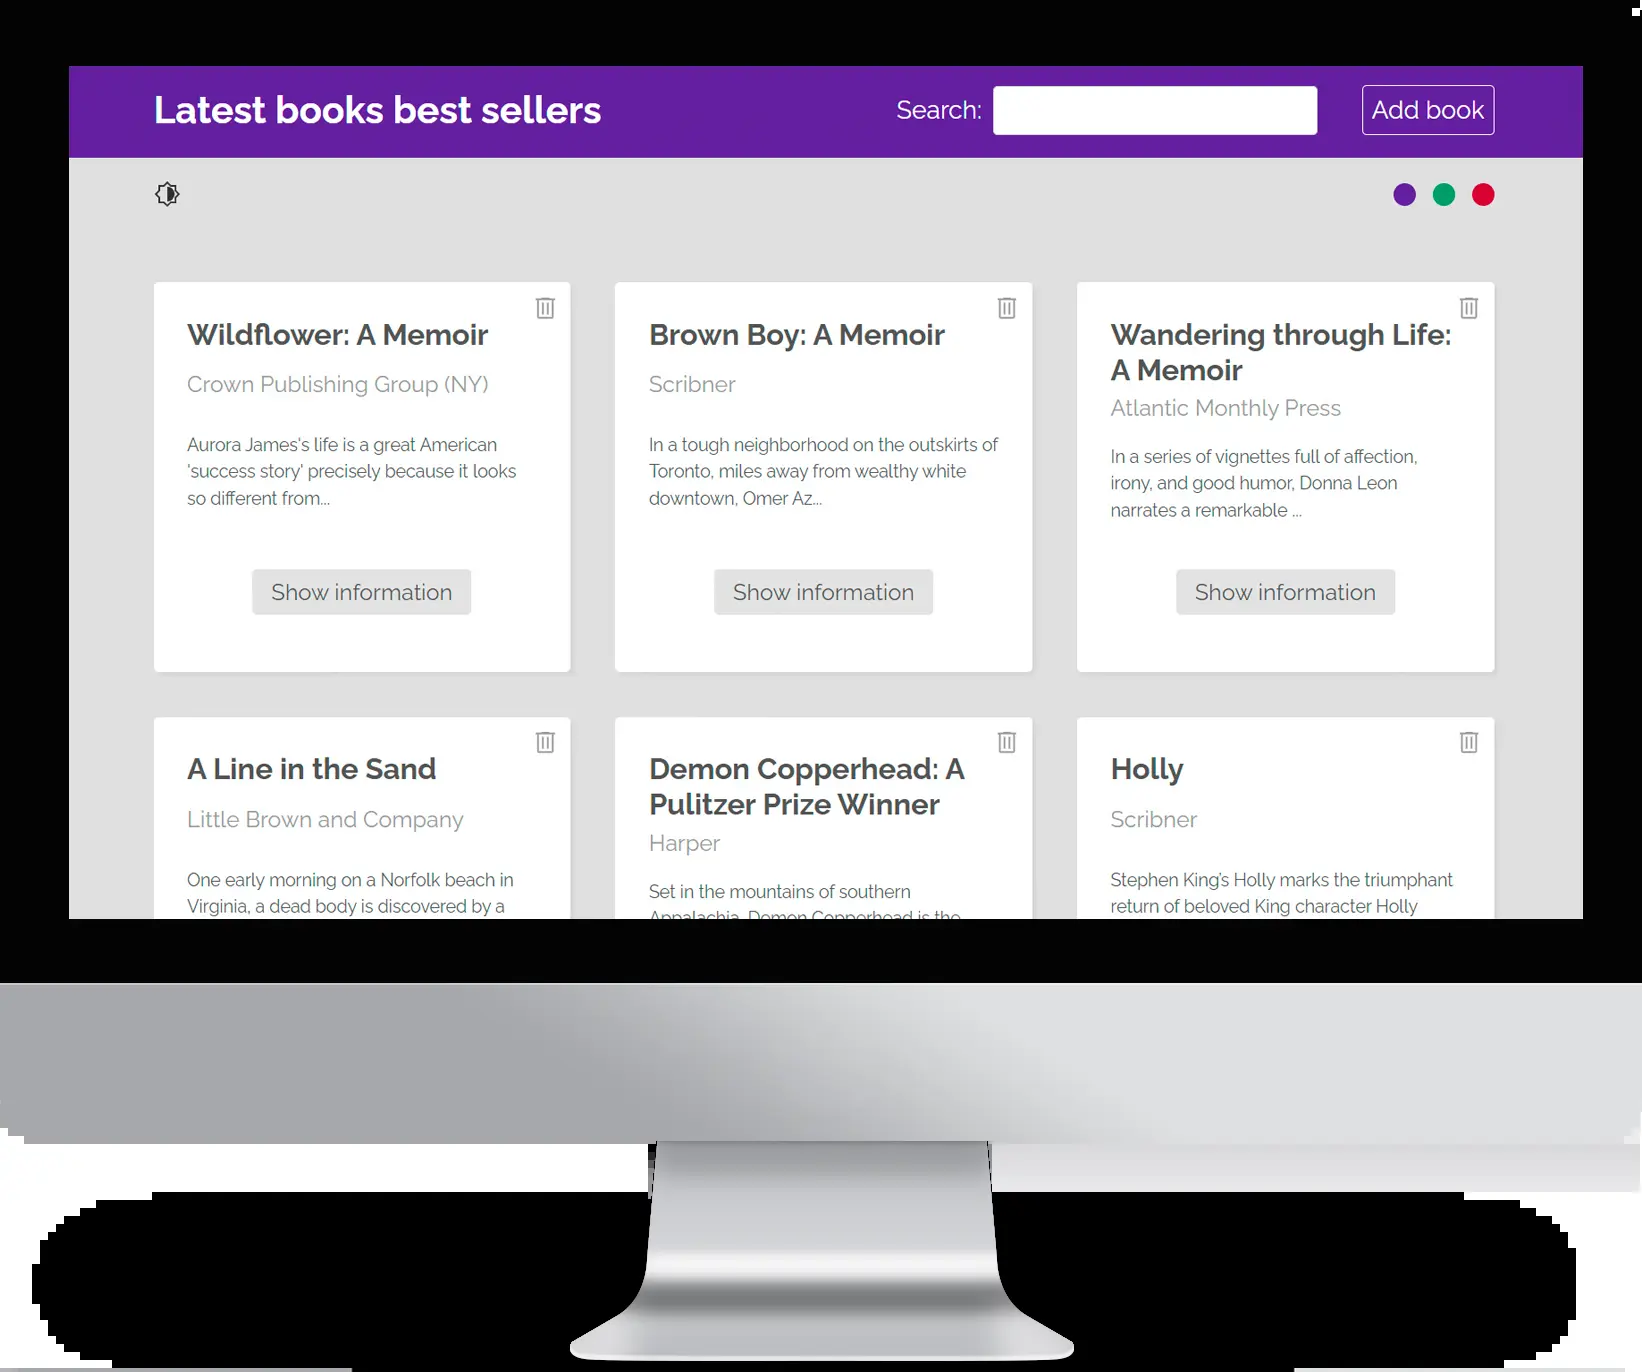 Latest books best sellers
Search:
Add book
Wildflower: A Memoir
Crown Publishing Group (NY)
Aurora James's life is a great American
'success story' precisely because it looks
so different from...
Show information
Brown Boy: A Memoir
Scribner
In a tough neighborhood on the outskirts of
Toronto, miles away from wealthy white
downtown, Omer Az...
Show information
Wandering through Life:
A Memoir
Atlantic Monthly Press
In a series of vignettes full of affection,
irony, and good humor, Donna Leon
narrates a remarkable ...
Show information
A Line in the Sand
Little Brown and Company
One early morning on a Norfolk beach in
Virginia, a dead body is discovered by a
Demon Copperhead: A
Pulitzer Prize Winner
Harper
Set in the mountains of southern
Appalachia, Demon Copperhead is the
Holly
Scribner
Stephen King's Holly marks the triumphant
return of beloved King character Holly